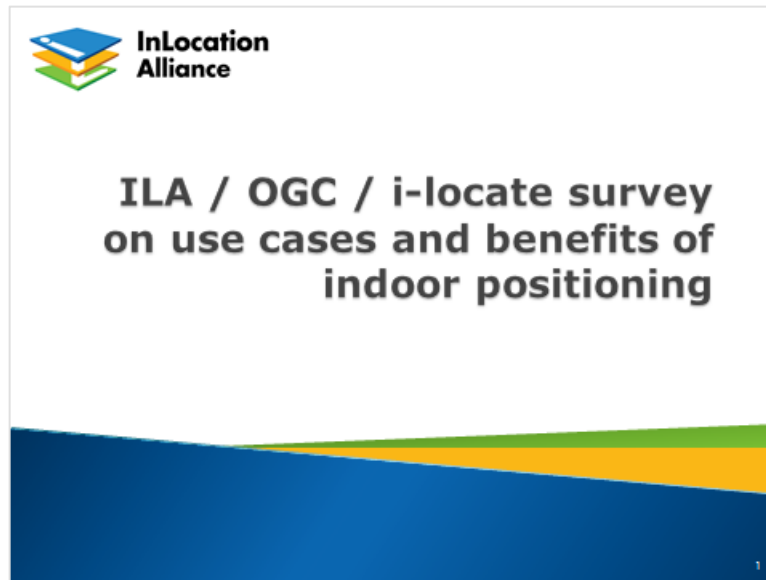 InLocation
Alliance
ILA / OGC / i-locate survey
on use cases and benefits of
indoor positioning
1